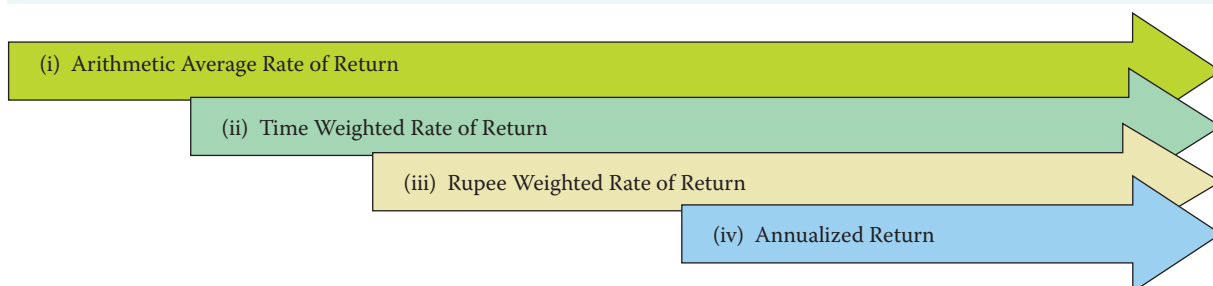 (i) Arithmetic Average Rate of Return
(ii) Time Weighted Rate of Return
(iii) Rupee Weighted Rate of Return
(iv) Annualized Return